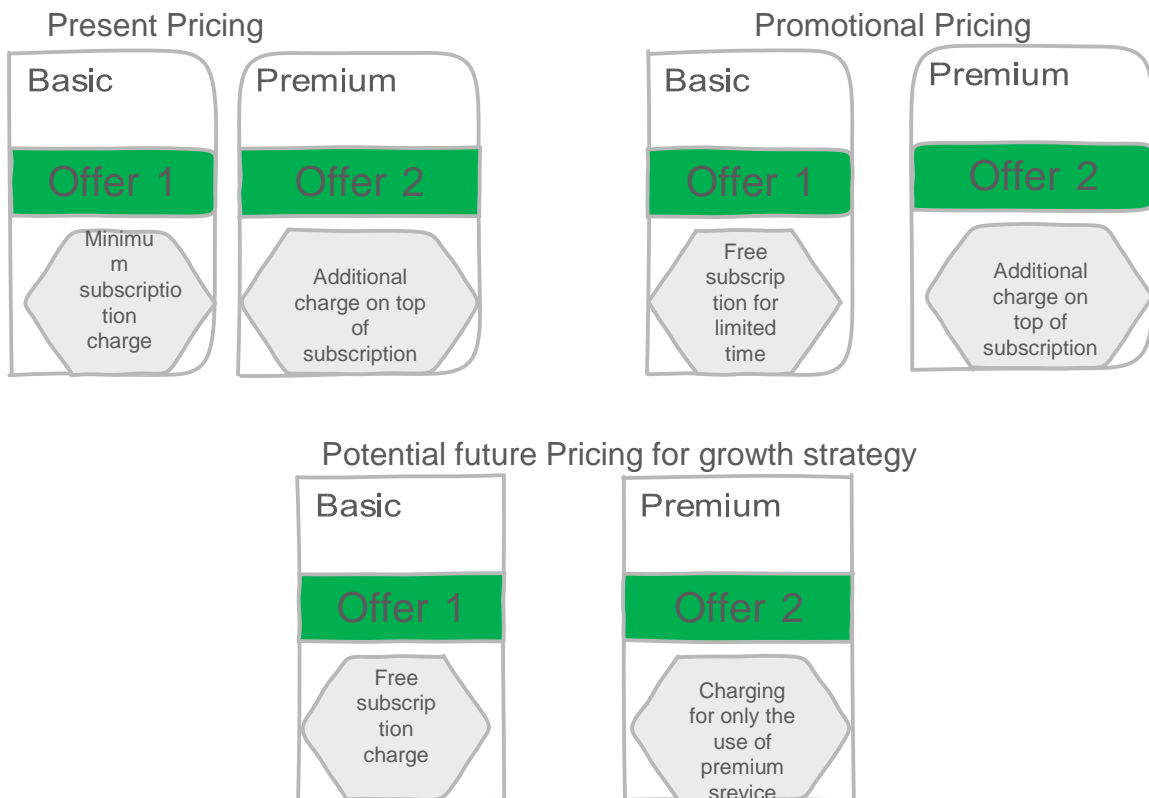 Present Pricing
Basic
Offer 1
Minimu
m
subscriptio
tion
charge
Premium
Offer 2
Additional
charge on top
of
subscription
Promotional Pricing
Basic
Offer 1
Free
subscrip
tion for
limited
time
Premium
Offer 2
Additional
charge on
top of
subscription
Potential future Pricing for growth strategy
Basic
Offer 1
Free
subscrip
tion
charge
Premium
Offer 2
Charging
for only the
use of
premium
srevice